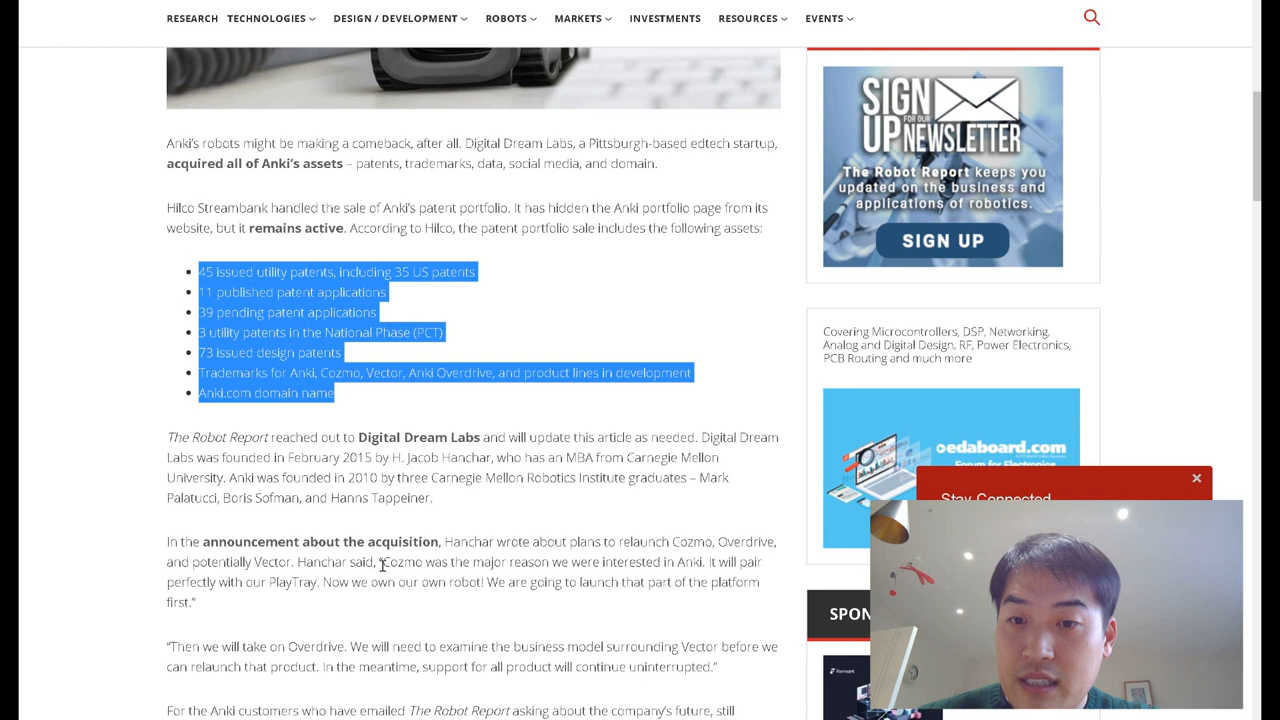 RESEARCH TECHNOLOGIES DESIGN / DEVELOPMENT ROBOTS MARKETS INVESTMENTS RESOURCES EVENTS
Anki’s robots might be making a comeback, after all. Digital Dream Labs, a Pittsburgh-based edtech startup,
acquired all of Anki’s assets – patents, trademarks, data, social media, and domain.
Hilco Streambank handled the sale of Anki’s patent portfolio. It has hidden the Anki portfolio page from its
website, but it remains active. According to Hilco, the patent portfolio sale includes the following assets:
45 issued utility patents, including 35 US patents
11 published patent applications
39 pending patent applications
3 utility patents in the National Phase (PCT)
73 issued design patents
Trademarks for Anki, Cozmo, Vector, Anki Overdrive, and product lines in development
Anki.com domain name
The Robot Report reached out to Digital Dream Labs and will update this article as needed. Digital Dream
Labs was founded in February 2015 by H. Jacob Hanchar, who has an MBA from Carnegie Mellon
University. Anki was founded in 2010 by three Carnegie Mellon Robotics Institute graduates – Mark
Palatucci, Boris Sofman, and Hanns Tappeiner.
In the announcement about the acquisition, Hanchar wrote about plans to relaunch Cozmo, Overdrive,
and potentially Vector. Hanchar said, “Cozmo was the major reason we were interested in Anki. It will pair
perfectly with our PlayTray. Now we own our own robot! We are going to launch that part of the platform
first.”
“Then we will take on Overdrive. We will need to examine the business model surrounding Vector before we
can relaunch that product. In the meantime, support for all product will continue uninterrupted.”
For the Anki customers who have emailed The Robot Report asking about the company’s future, still
SIGN
FOR OUR
UP NEWSLETTER
The Robot Report keeps you
updated on the business and
applications of robotics.
SIGN UP
Covering Microcontrollers, DSP, Networking,
Analog and Digital Design, RF, Power Electronics,
PCB Routing and much more
edaboard.com
Forum for Electronics
Stay Connected
×
SPON
Formant